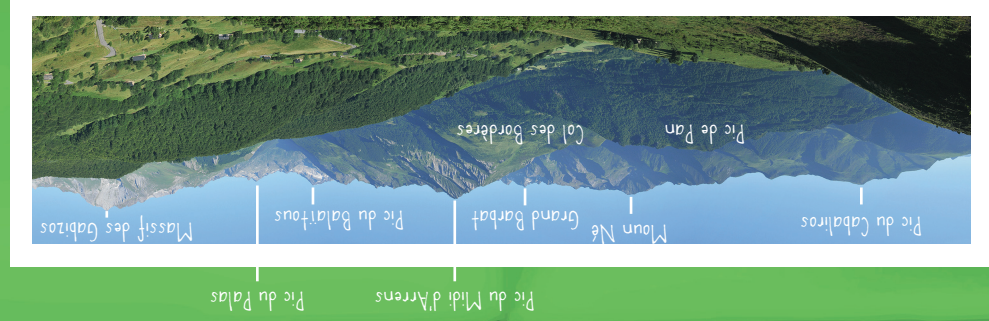 Pic du Midi d'Arrens
Pic du Palas
Pic du Cabaliros
Moun Né
Grand Barbat
Pic du Balaïtous
Massif des Gabizos
Pic de Pan
Col des Bordères